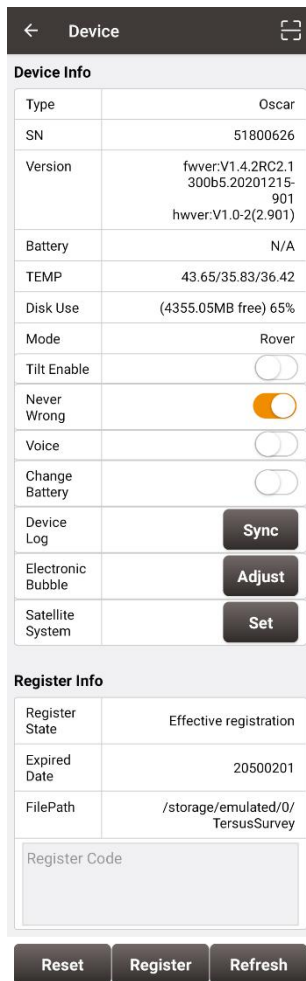 Device
Device Info
Type
Oscar
SN
51800626
Version
fwver:V1.4.2RC2.1
300b5.20201215-
901
hwver:V1.0-2(2.901)
Battery
N/A
TEMP
43.65/35.83/36.42
Disk Use
(4355.05MB free) 65%
Mode
Rover
Tilt Enable
Never
Wrong
Voice
Change
Battery
Device
Log
Sync
Electronic
Bubble
Adjust
Satellite
System
Set
Register Info
Register
State
Effective registration
Expired
Date
20500201
FilePath
/storage/emulated/0/
TersusSurvey
Register Code
Reset
Register
Refresh